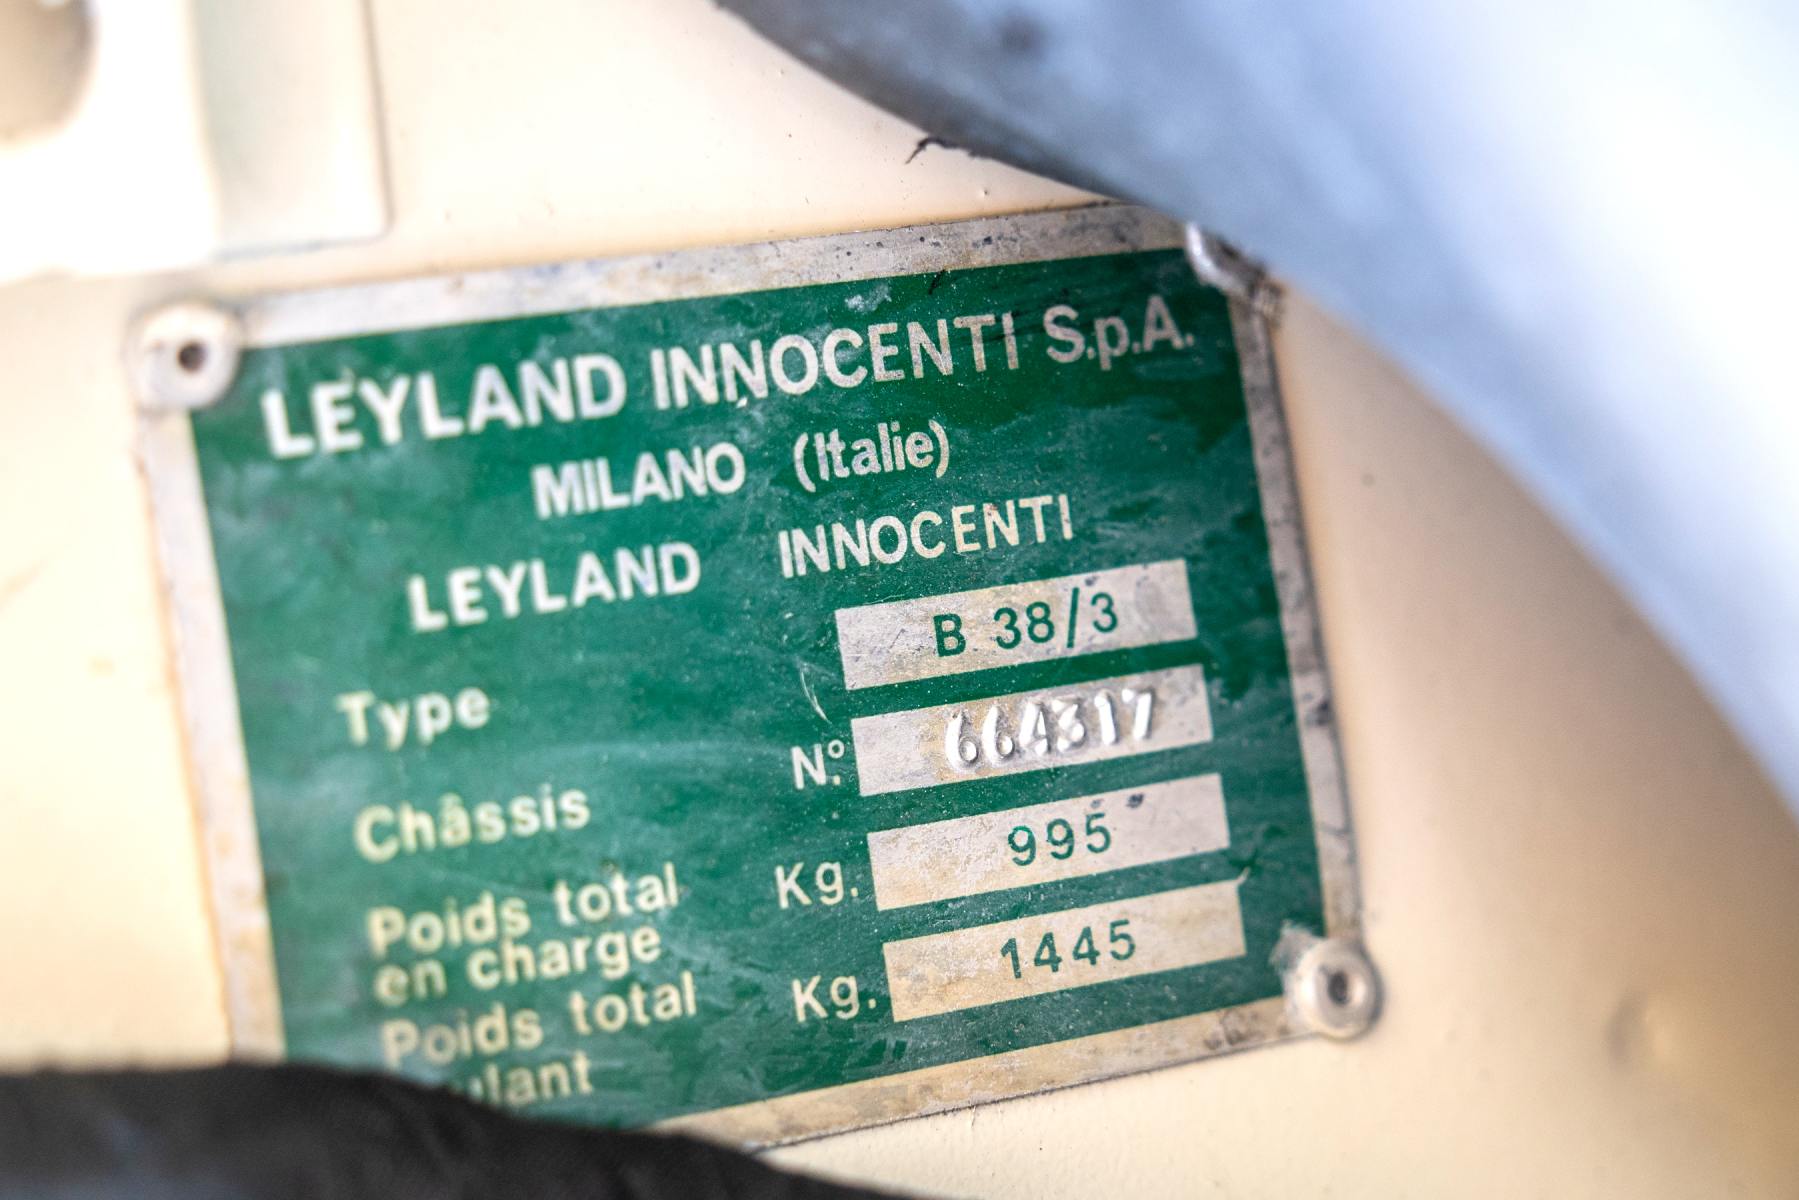 LEYLAND INNOCENTI S.p.A.
MILANO (Italie)
LEYLAND INNOCENTI
Type B 38/3
Châssis N.º 664317
Poids total en charge Kg. 995
Poids total Kg. 1445